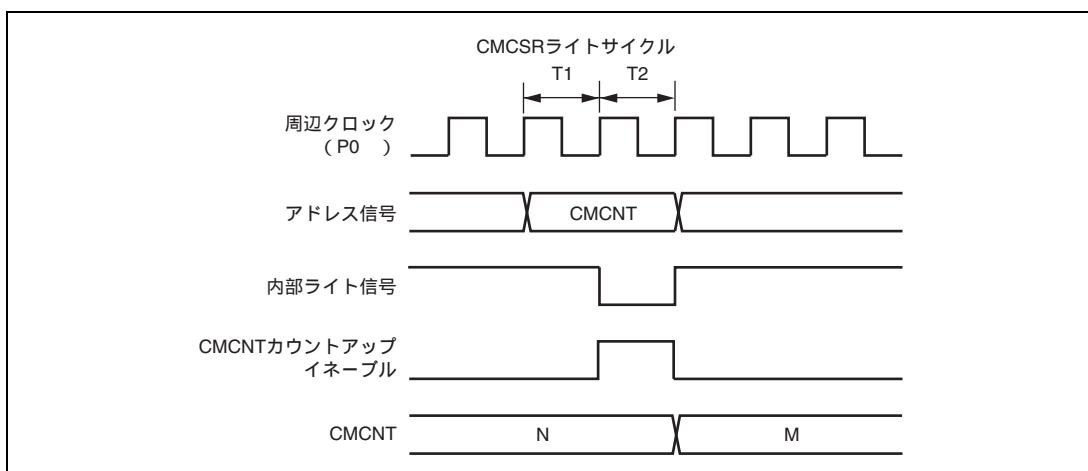 CMCSRライトサイクル
T1 T2
周辺クロック
( P0 )
アドレス信号
CMCNT
内部ライト信号
CMCNTカウントアップ
イネーブル
CMCNT
N M